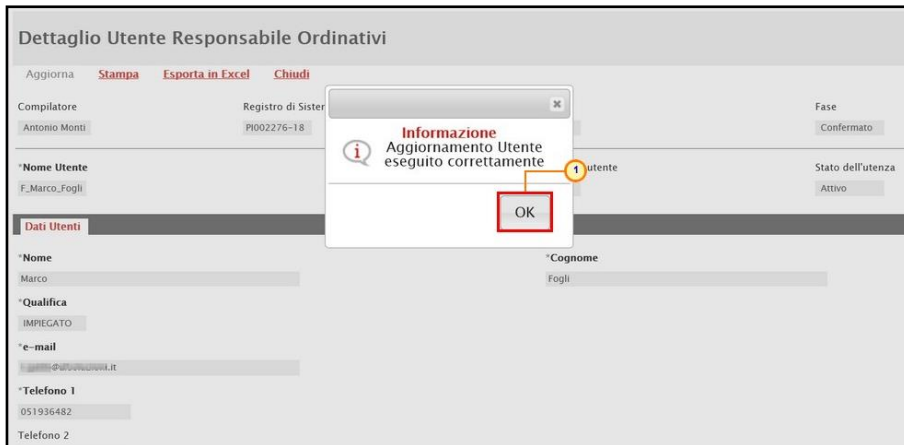 Dettaglio Utente Responsabile Ordinativi
Aggiorna Stampa Esporta in Excel Chiudi
Compilatore Registro di Fase
Antonio Monti PI002276-18 Confermato
Informazione
Aggiornamento Utente
eseguito correttamente
1
OK
*Nome Utente utente Stato dell'utenza
F_Marco_Fogli Attivo
Dati Utenti
*Nome *Cognome
Marco Fogli
*Qualifica
IMPIEGATO
*e-mail
.it
*Telefono 1
051936482
Telefono 2